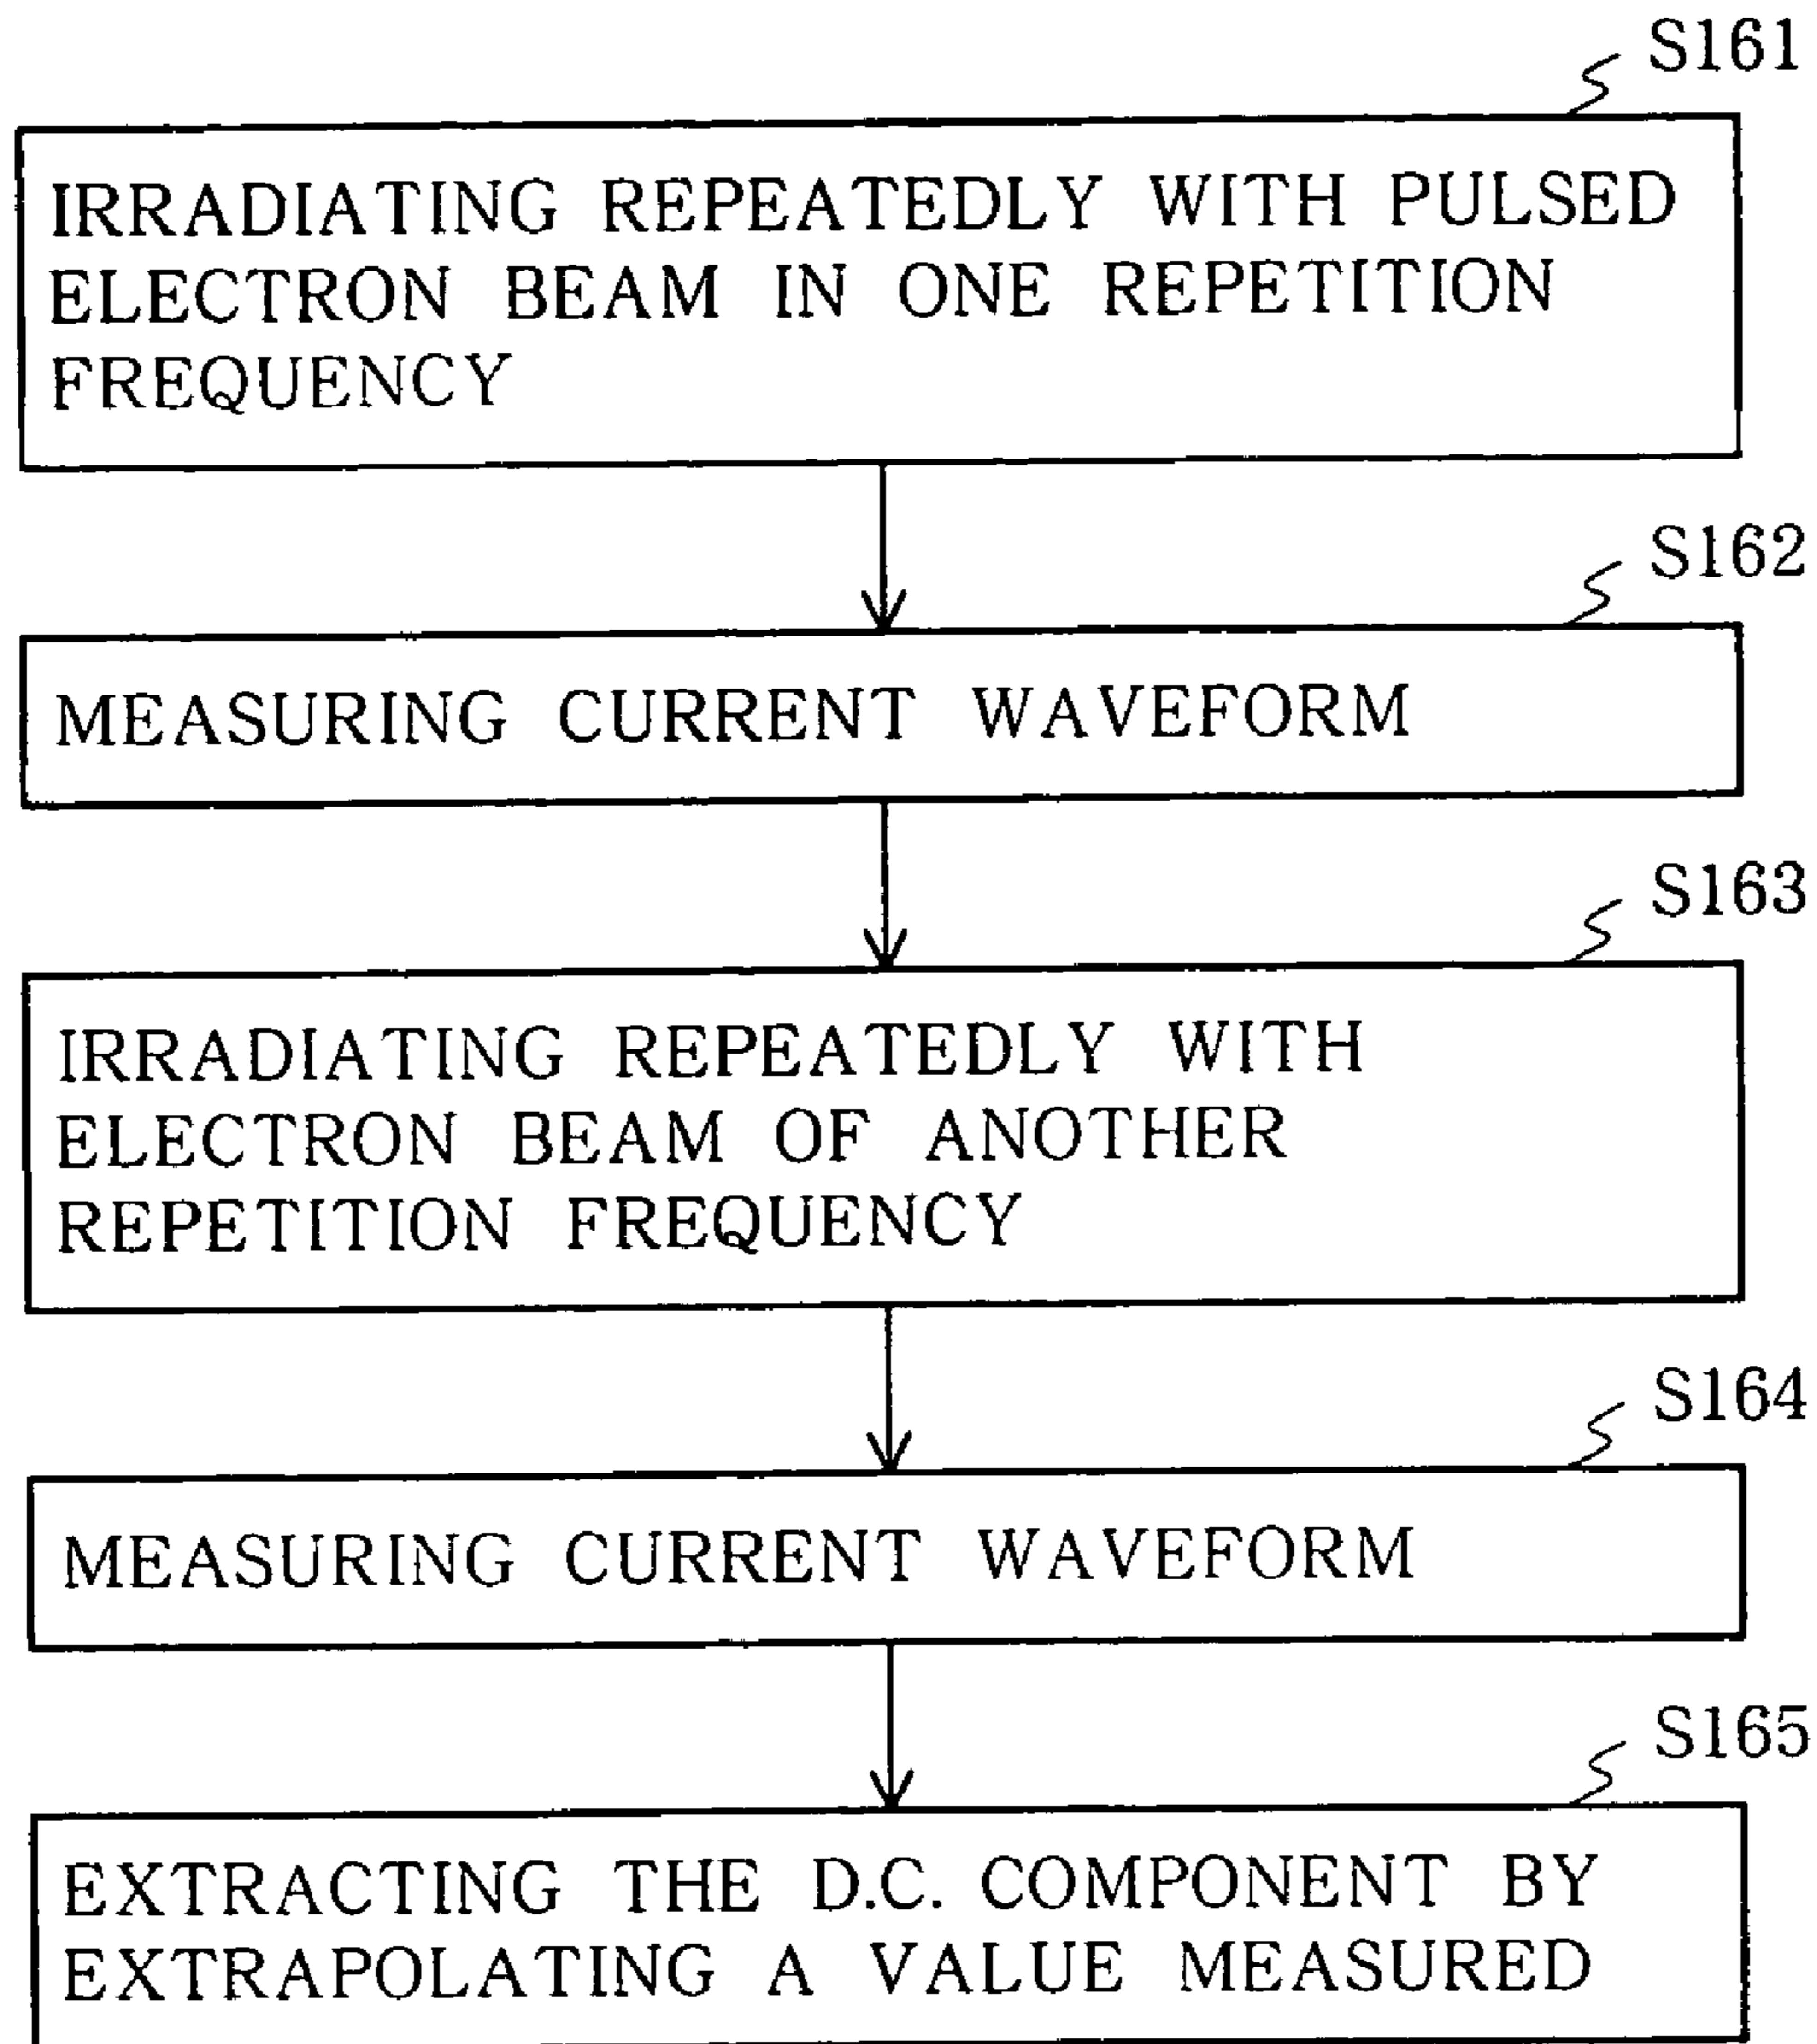 S161
IRRADIATING REPEATEDLY WITH PULSED
ELECTRON BEAM IN ONE REPETITION
FREQUENCY
S162
MEASURING CURRENT WAVEFORM
S163
IRRADIATING REPEATEDLY WITH
ELECTRON BEAM OF ANOTHER
REPETITION FREQUENCY
S164
MEASURING CURRENT WAVEFORM
S165
EXTRACTING THE D.C. COMPONENT BY
EXTRAPOLATING A VALUE MEASURED